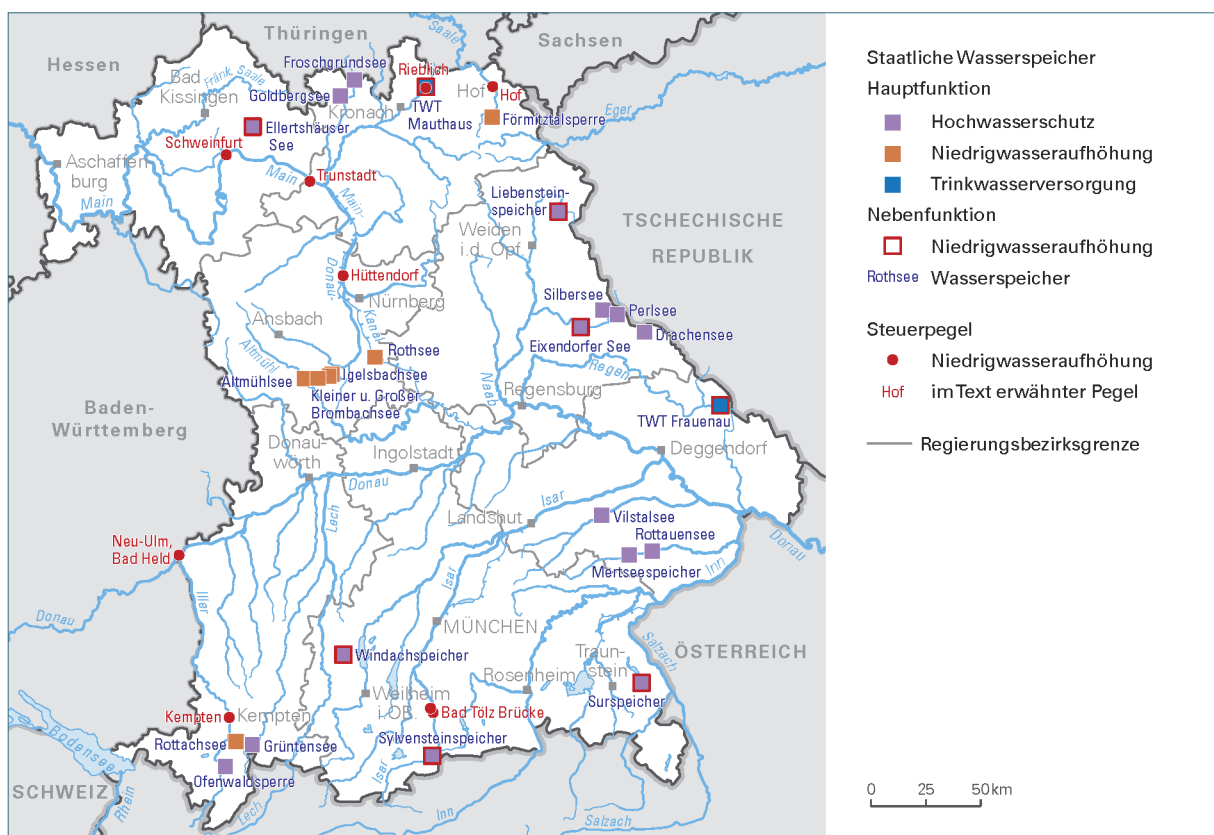 Thüringen
Saale
Sachsen
Hessen
Froschgrundsee
Rieblich
Bad
Kissingen
Fränk. Saale
Goldbergsee
Hof
Hof
Kronach
TWT
Mauthaus
Förmitztalsperre
Eger
Ellertshäuser
See
Schweinfurt
Aschaffen
burg
Main
Main
Trunstadt
Main-
Donau-
Kanal
Liebenstein-
speicher
TSCHECHISCHE
REPUBLIK
Weiden
i.d. Opf.
Hüttendorf
Nürnberg
Silbersee
Perlsee
Drachensee
Eixendorfer See
Ansbach
Altmühl
Rothsee
Igelsbachsee
Altmühlsee
Kleiner u. Großer
Brombachsee
Naab
Regen
Regensburg
TWT Frauenau
Baden-
Württemberg
Donau-
wörth
Ingolstadt
Donau
Deggendorf
Lech
Landshut
Isar
Vilstalsee
Rottauensee
Mertseespeicher
Inn
Donau
Neu-Ulm,
Bad Held
Donau
Iller
Isar
MÜNCHEN
ÖSTERREICH
Salzach
Windachspeicher
Traun-
stein
Rosenheim
Surspeicher
Weilheim
i.OB.
Bad Tölz Brücke
Kempten
Kempten
Rottachsee
Grüntensee
Sylvensteinspeicher
Ofenwaldsperre
Isar
Bodensee
SCHWEIZ
Rhein
Lech
Inn
Salzach
Staatliche Wasserspeicher
Hauptfunktion
Hochwasserschutz
Niedrigwasseraufhöhung
Trinkwasserversorgung
Nebenfunktion
Niedrigwasseraufhöhung
Rothsee Wasserspeicher
Steuerpegel
Niedrigwasseraufhöhung
Hof im Text erwähnter Pegel
Regierungsbezirksgrenze
0 25 50 km